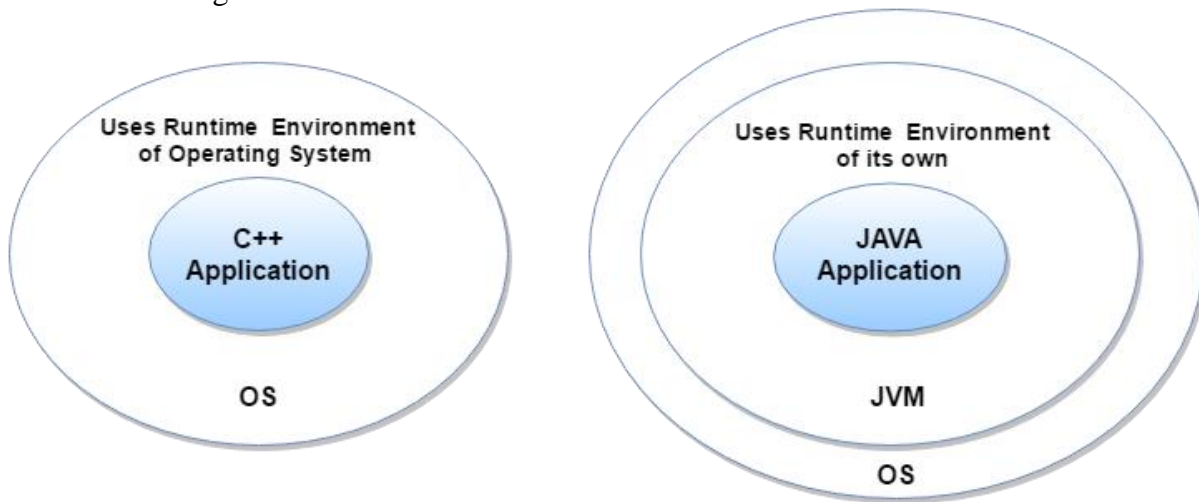 Uses Runtime Environment
of Operating System
C++
Application
OS
Uses Runtime Environment
of its own
JAVA
Application
JVM
OS